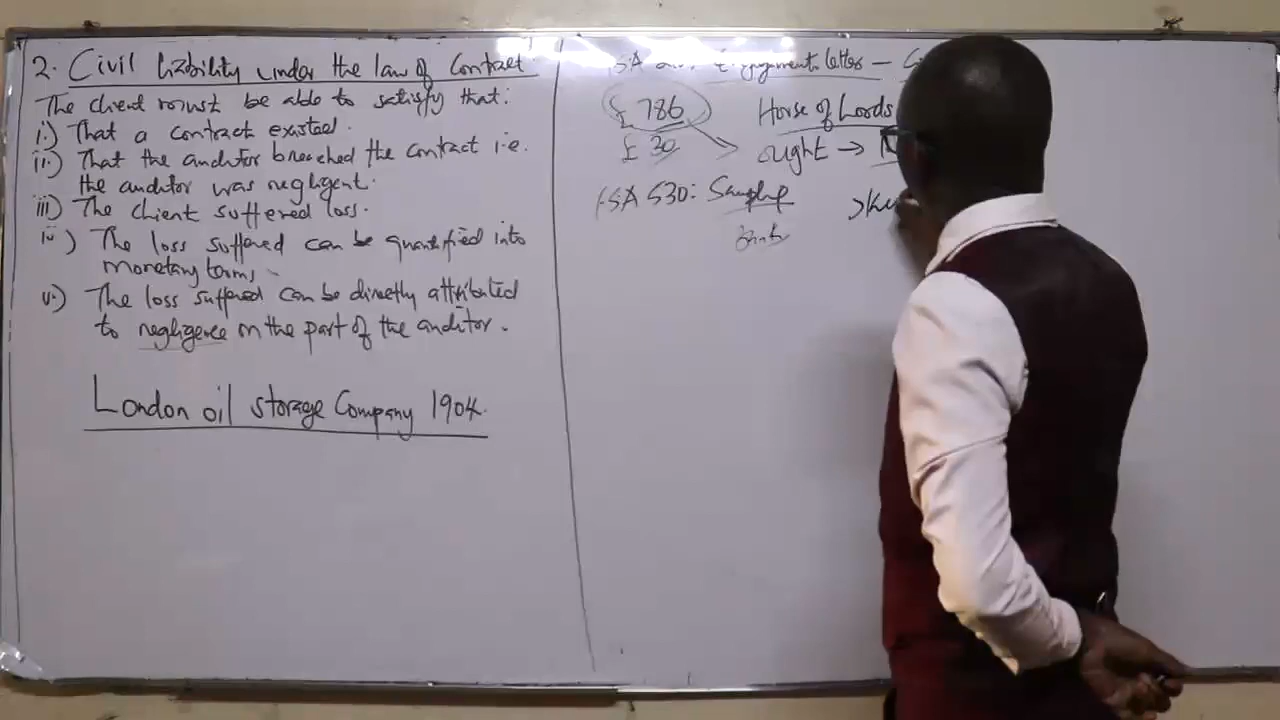 2. Civil liability under the law of Contract
The client must be able to satisfy that:
i.) That a contract existed.
ii.) That the auditor breached the contract i.e.
the auditor was negligent.
iii) The client suffered loss.
iv) The loss suffered can be quantified into
monetary terms
v.) The loss suffered can be directly attributed
to negligence on the part of the auditor.
London oil storage Company 1904.
Engagement letter –
£ 786 House of Lords
£ 30 ought →
ISA 530: